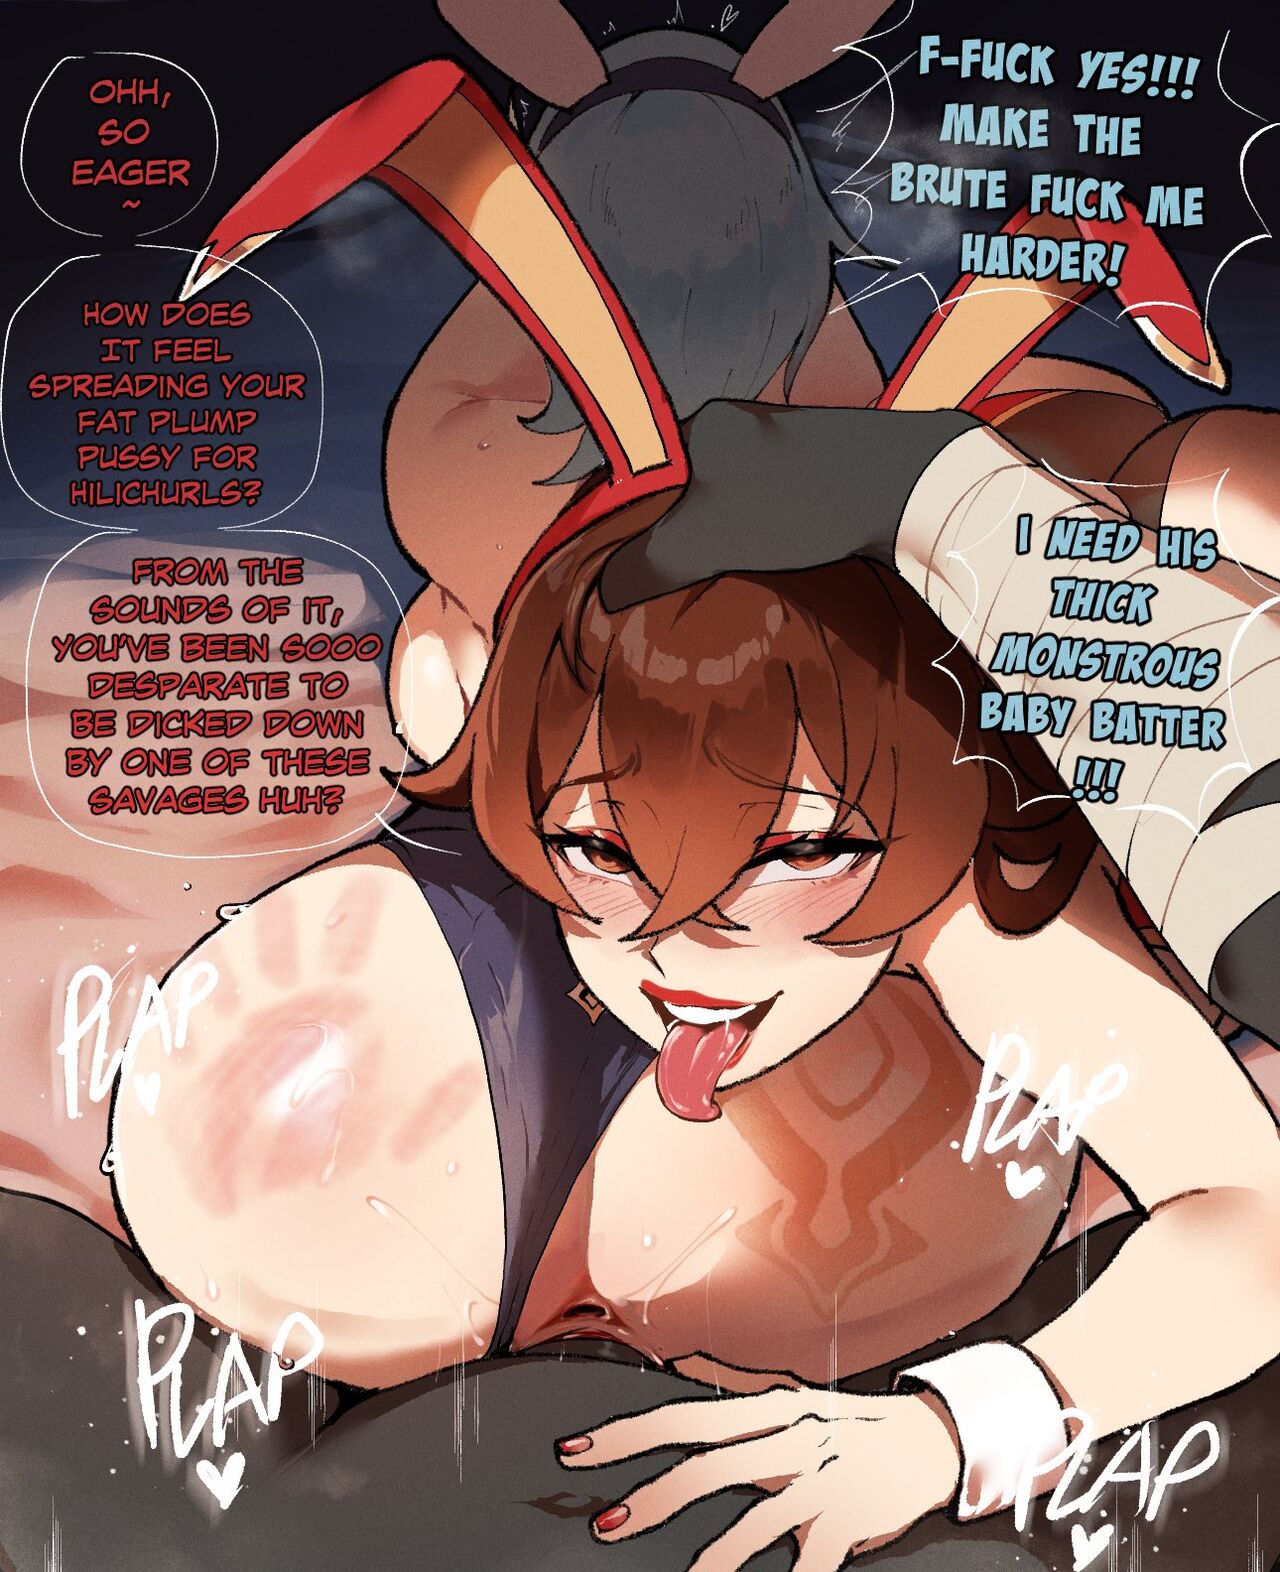 OHH,
SO
EAGER
~
HOW DOES
IT FEEL
SPREADING YOUR
FAT PLUMP
PUSSY FOR
HILICHURLS?
FROM THE
SOUNDS OF IT,
YOU'VE BEEN SOOO
DESPARATE TO
BE DICKED DOWN
BY ONE OF THESE
SAVAGES HUH?
F-FUCK YES!!!
MAKE THE
BRUTE FUCK ME
HARDER!
I NEED HIS
THICK
MONSTROUS
BABY BATTER
!!!
PLAP
PLAP
PLAP
PLAP